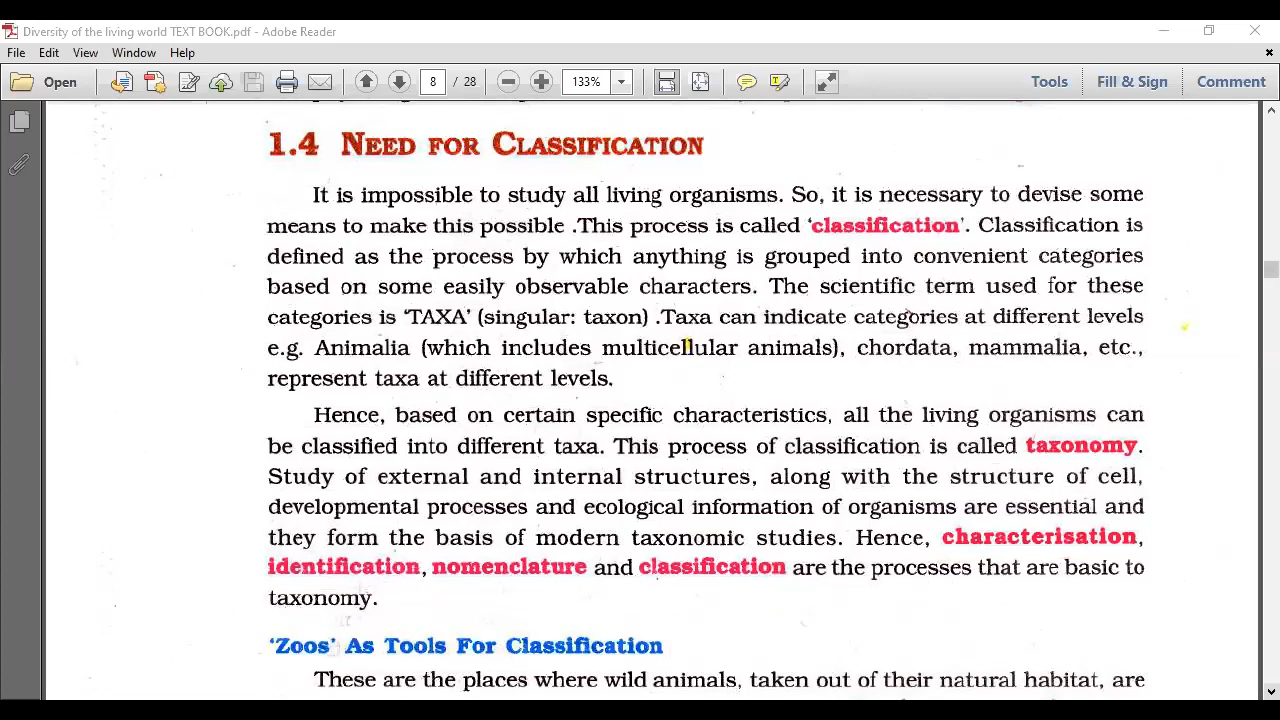 Diversity of the living world TEXT BOOK.pdf - Adobe Reader
File Edit View Window Help
Open 8 / 28 133% Tools Fill & Sign Comment
1.4 NEED FOR CLASSIFICATION
It is impossible to study all living organisms. So, it is necessary to devise some
means to make this possible .This process is called ‘classification’. Classification is
defined as the process by which anything is grouped into convenient categories
based on some easily observable characters. The scientific term used for these
categories is ‘TAXA’ (singular: taxon) .Taxa can indicate categories at different levels
e.g. Animalia (which includes multicellular animals), chordata, mammalia, etc.,
represent taxa at different levels.
Hence, based on certain specific characteristics, all the living organisms can
be classified into different taxa. This process of classification is called taxonomy.
Study of external and internal structures, along with the structure of cell,
developmental processes and ecological information of organisms are essential and
they form the basis of modern taxonomic studies. Hence, characterisation,
identification, nomenclature and classification are the processes that are basic to
taxonomy.
‘Zoos’ As Tools For Classification
These are the places where wild animals, taken out of their natural habitat, are